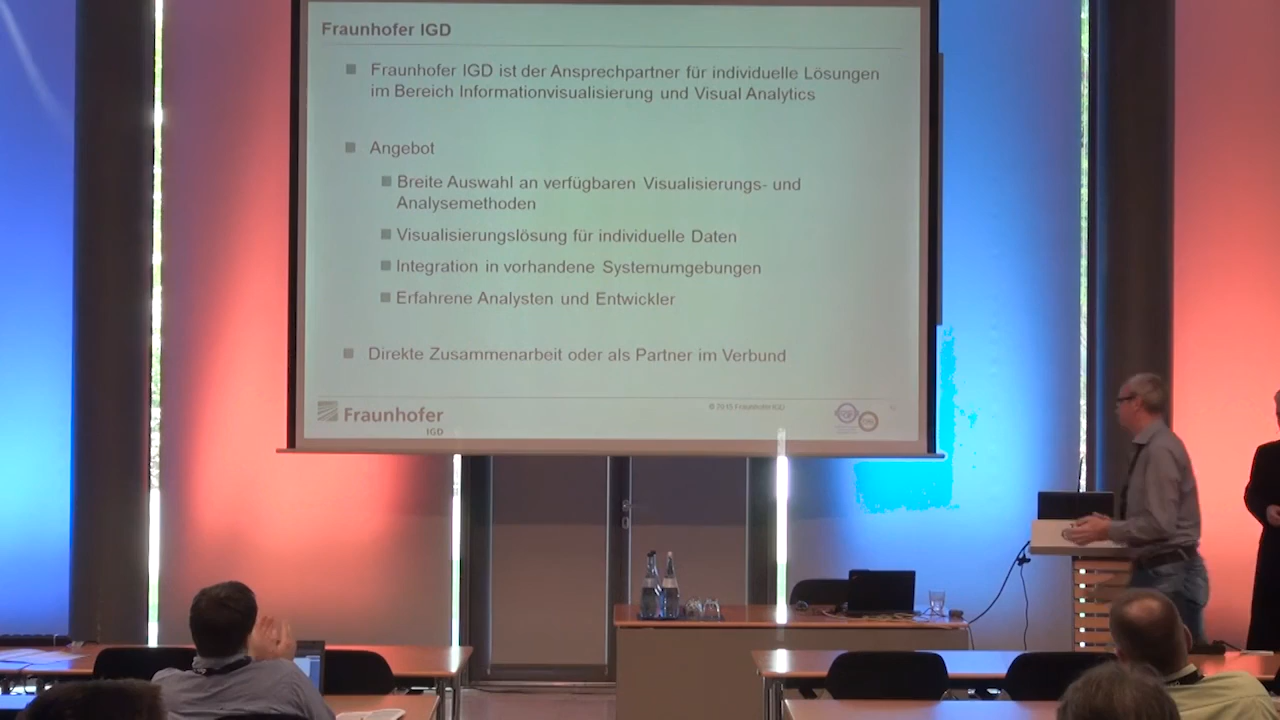 Fraunhofer IGD
Fraunhofer IGD ist der Ansprechpartner für individuelle Lösungen
im Bereich Informationvisualisierung und Visual Analytics
Angebot
Breite Auswahl an verfügbaren Visualisierungs- und
Analysemethoden
Visualisierungslösung für individuelle Daten
Integration in vorhandene Systemumgebungen
Erfahrene Analysten und Entwickler
Direkte Zusammenarbeit oder als Partner im Verbund
Fraunhofer
IGD
Fraunhofer IGD